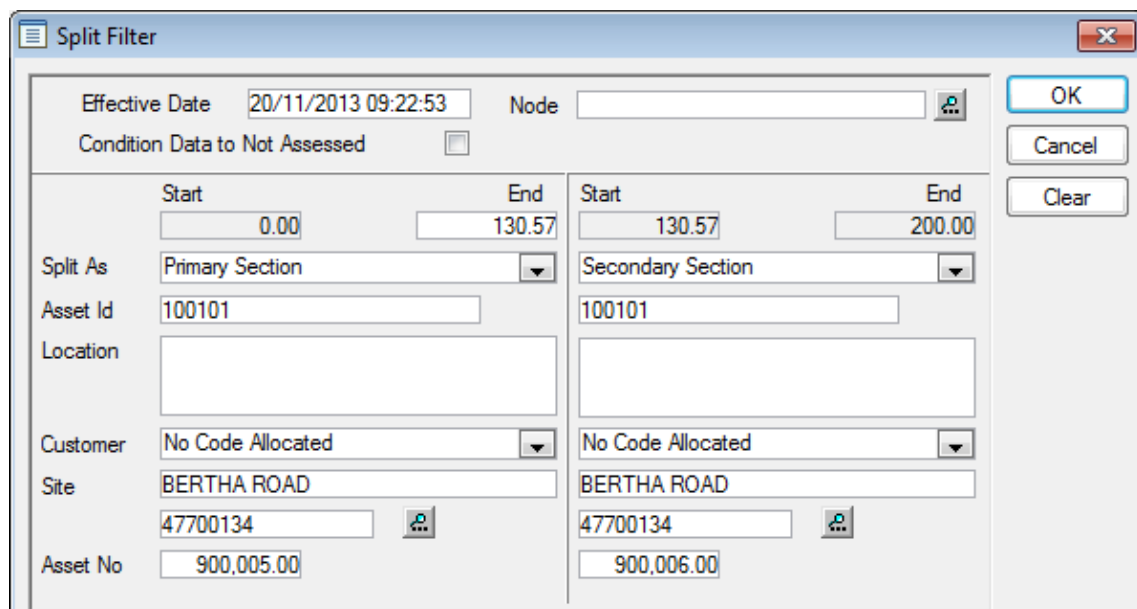 Split Filter
Effective Date 20/11/2013 09:22:53 Node OK
Condition Data to Not Assessed Cancel
Start End Start End Clear
0.00 130.57 130.57 200.00
Split As Primary Section Secondary Section
Asset Id 100101 100101
Location
Customer No Code Allocated No Code Allocated
Site BERTHA ROAD BERTHA ROAD
47700134 47700134
Asset No 900,005.00 900,006.00